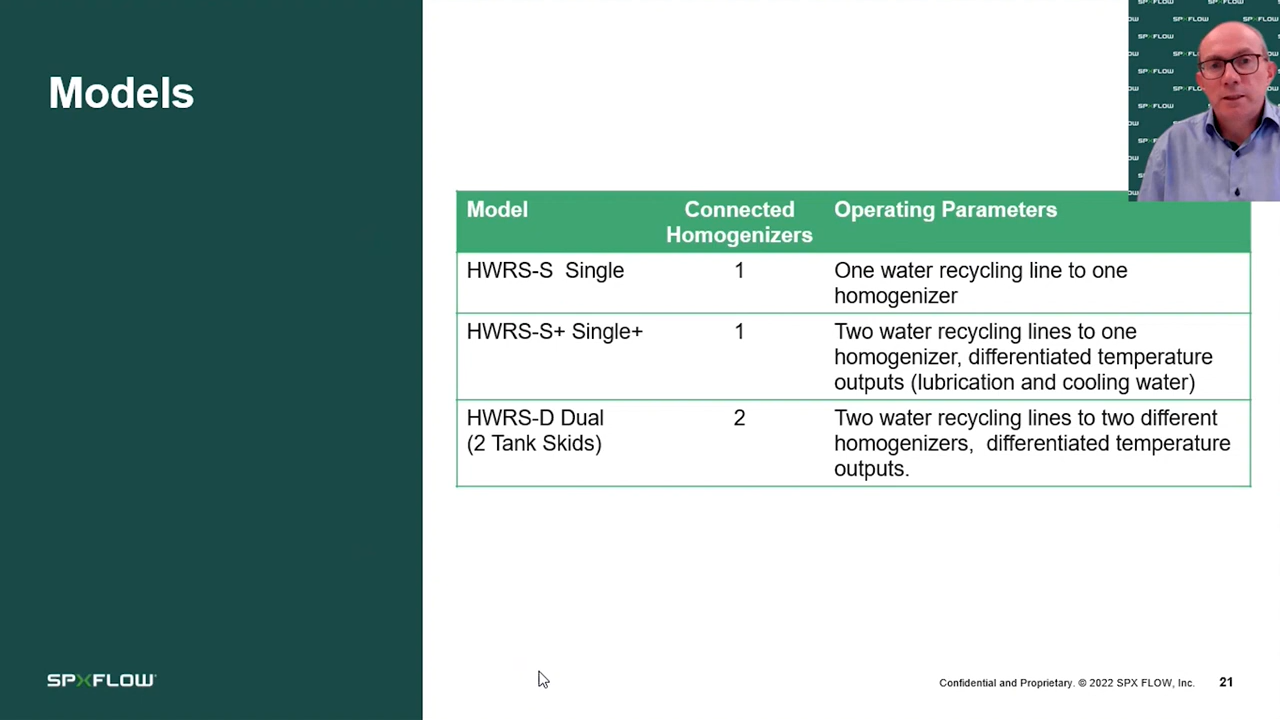 Models
Model
Connected
Homogenizers
Operating Parameters
HWRS-S  Single
1
One water recycling line to one
homogenizer
HWRS-S+ Single+
1
Two water recycling lines to one
homogenizer, differentiated temperature
outputs (lubrication and cooling water)
HWRS-D Dual
(2 Tank Skids)
2
Two water recycling lines to two different
homogenizers,  differentiated temperature
outputs.
SPXFLOW
Confidential and Proprietary. © 2022 SPX FLOW, Inc.
21